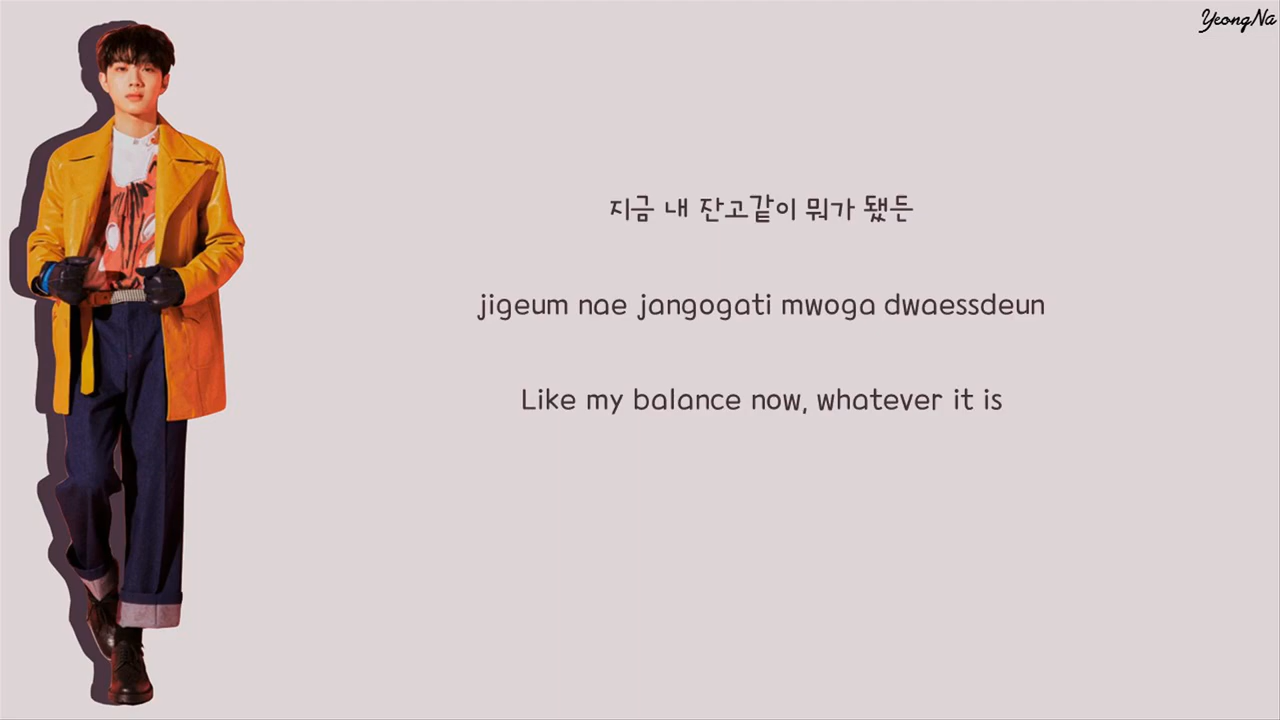 YeongNa
지금 내 잔고같이 뭐가 됐든
jigeum nae jangogati mwoga dwaessdeun
Like my balance now, whatever it is